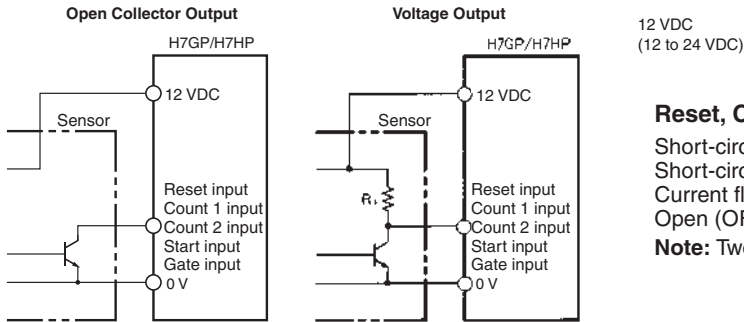 Open Collector Output
H7GP/H7HP
12 VDC
Sensor
Reset input
Count 1 input
Count 2 input
Start input
Gate input
0 V
Voltage Output
H7GP/H7HP
12 VDC
Sensor
Reset input
Count 1 input
Count 2 input
Start input
Gate input
0 V
12 VDC
(12 to 24 VDC)
Reset,
Short-circ
Short-circ
Current fl
Open (OF
Note: Tw